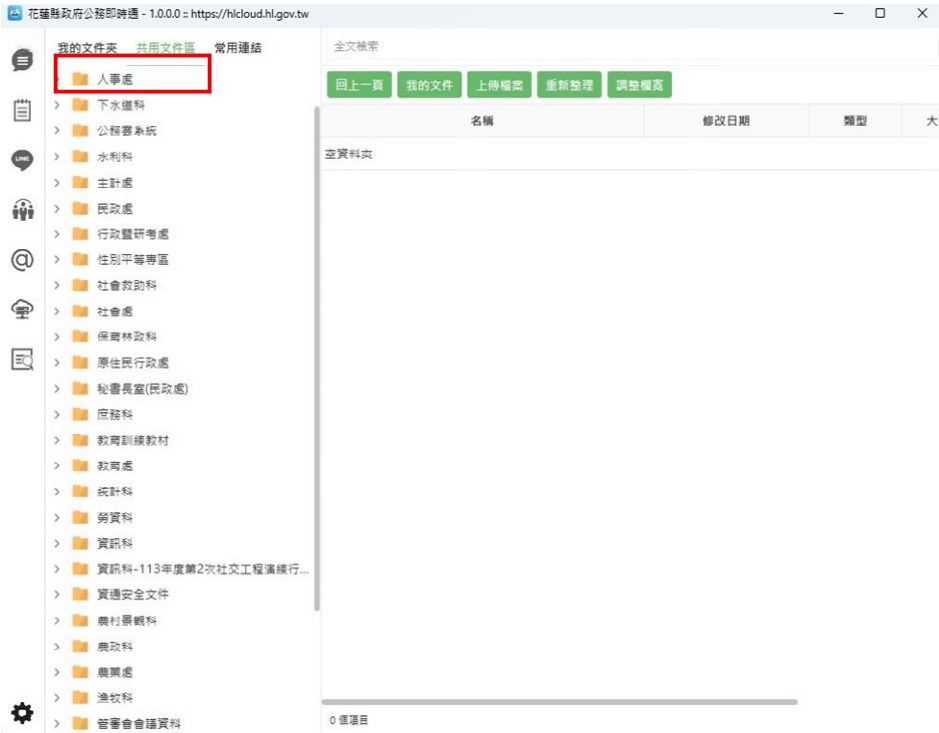 花蓮縣政府公務即時通 - 1.0.0.0 :: https://hlcloud.hl.gov.tw
我的文件夾 共用文件區 常用連結
人事處
下水道科
公務雲系統
水利科
主計處
民政處
行政暨研考處
性別平等專區
社會救助科
社會處
保育林政科
原住民行政處
秘書長室(民政處)
庶務科
教育訓練教材
教育處
統計科
勞資科
資訊科
資訊科-113年度第2次社交工程演練行...
資通安全文件
農村景觀科
農政科
農業處
漁牧科
管審會會議資料
全文檢索
回上一頁 我的文件 上傳檔案 重新整理 調整欄寬
名稱 修改日期 類型 大
空資料夾
0 個項目
LINE